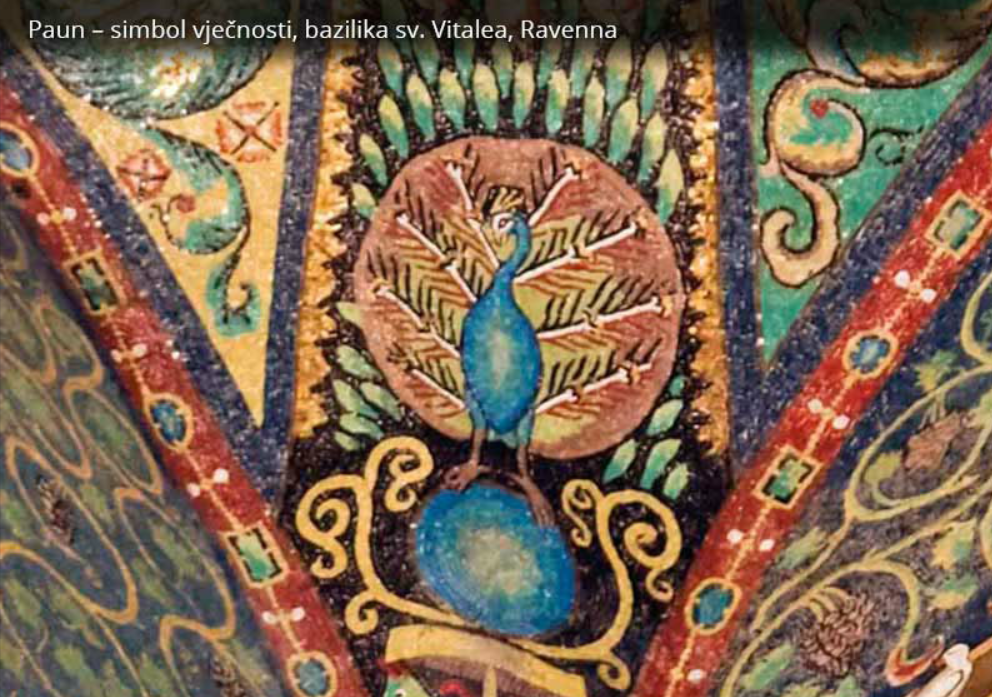 Paun – simbol vječnosti, bazilika sv. Vitalea, Ravenna